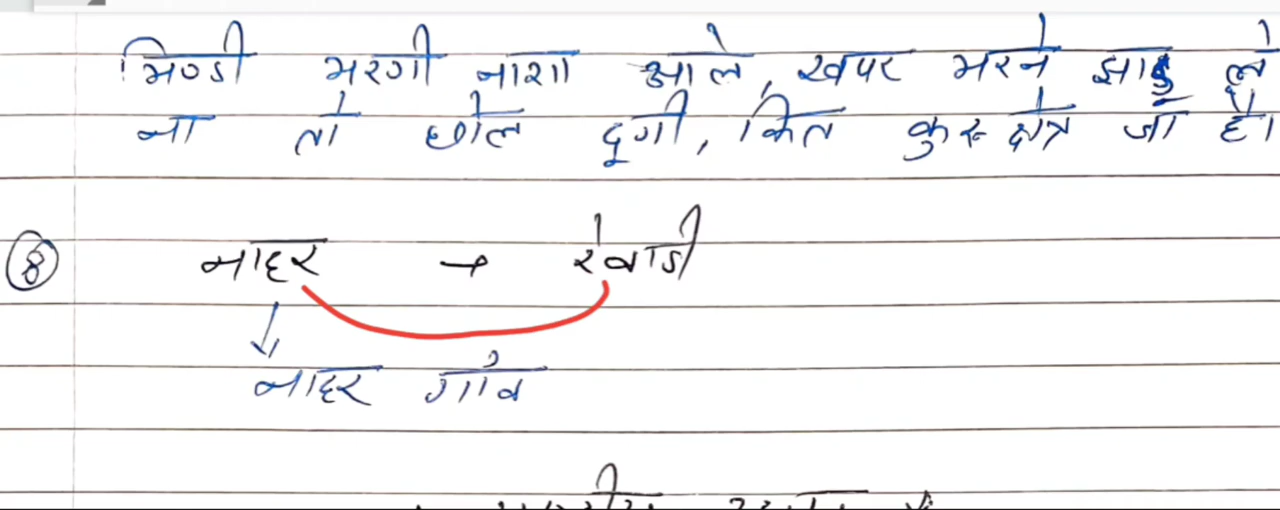 भिण्डी भरगी नाशा आले, खपर भरने झाडु ले
ना तो छोल दूगी, कित कुरुक्षेत्र जा है।
8 नाहर → रेवाडी
नाहर गाँव